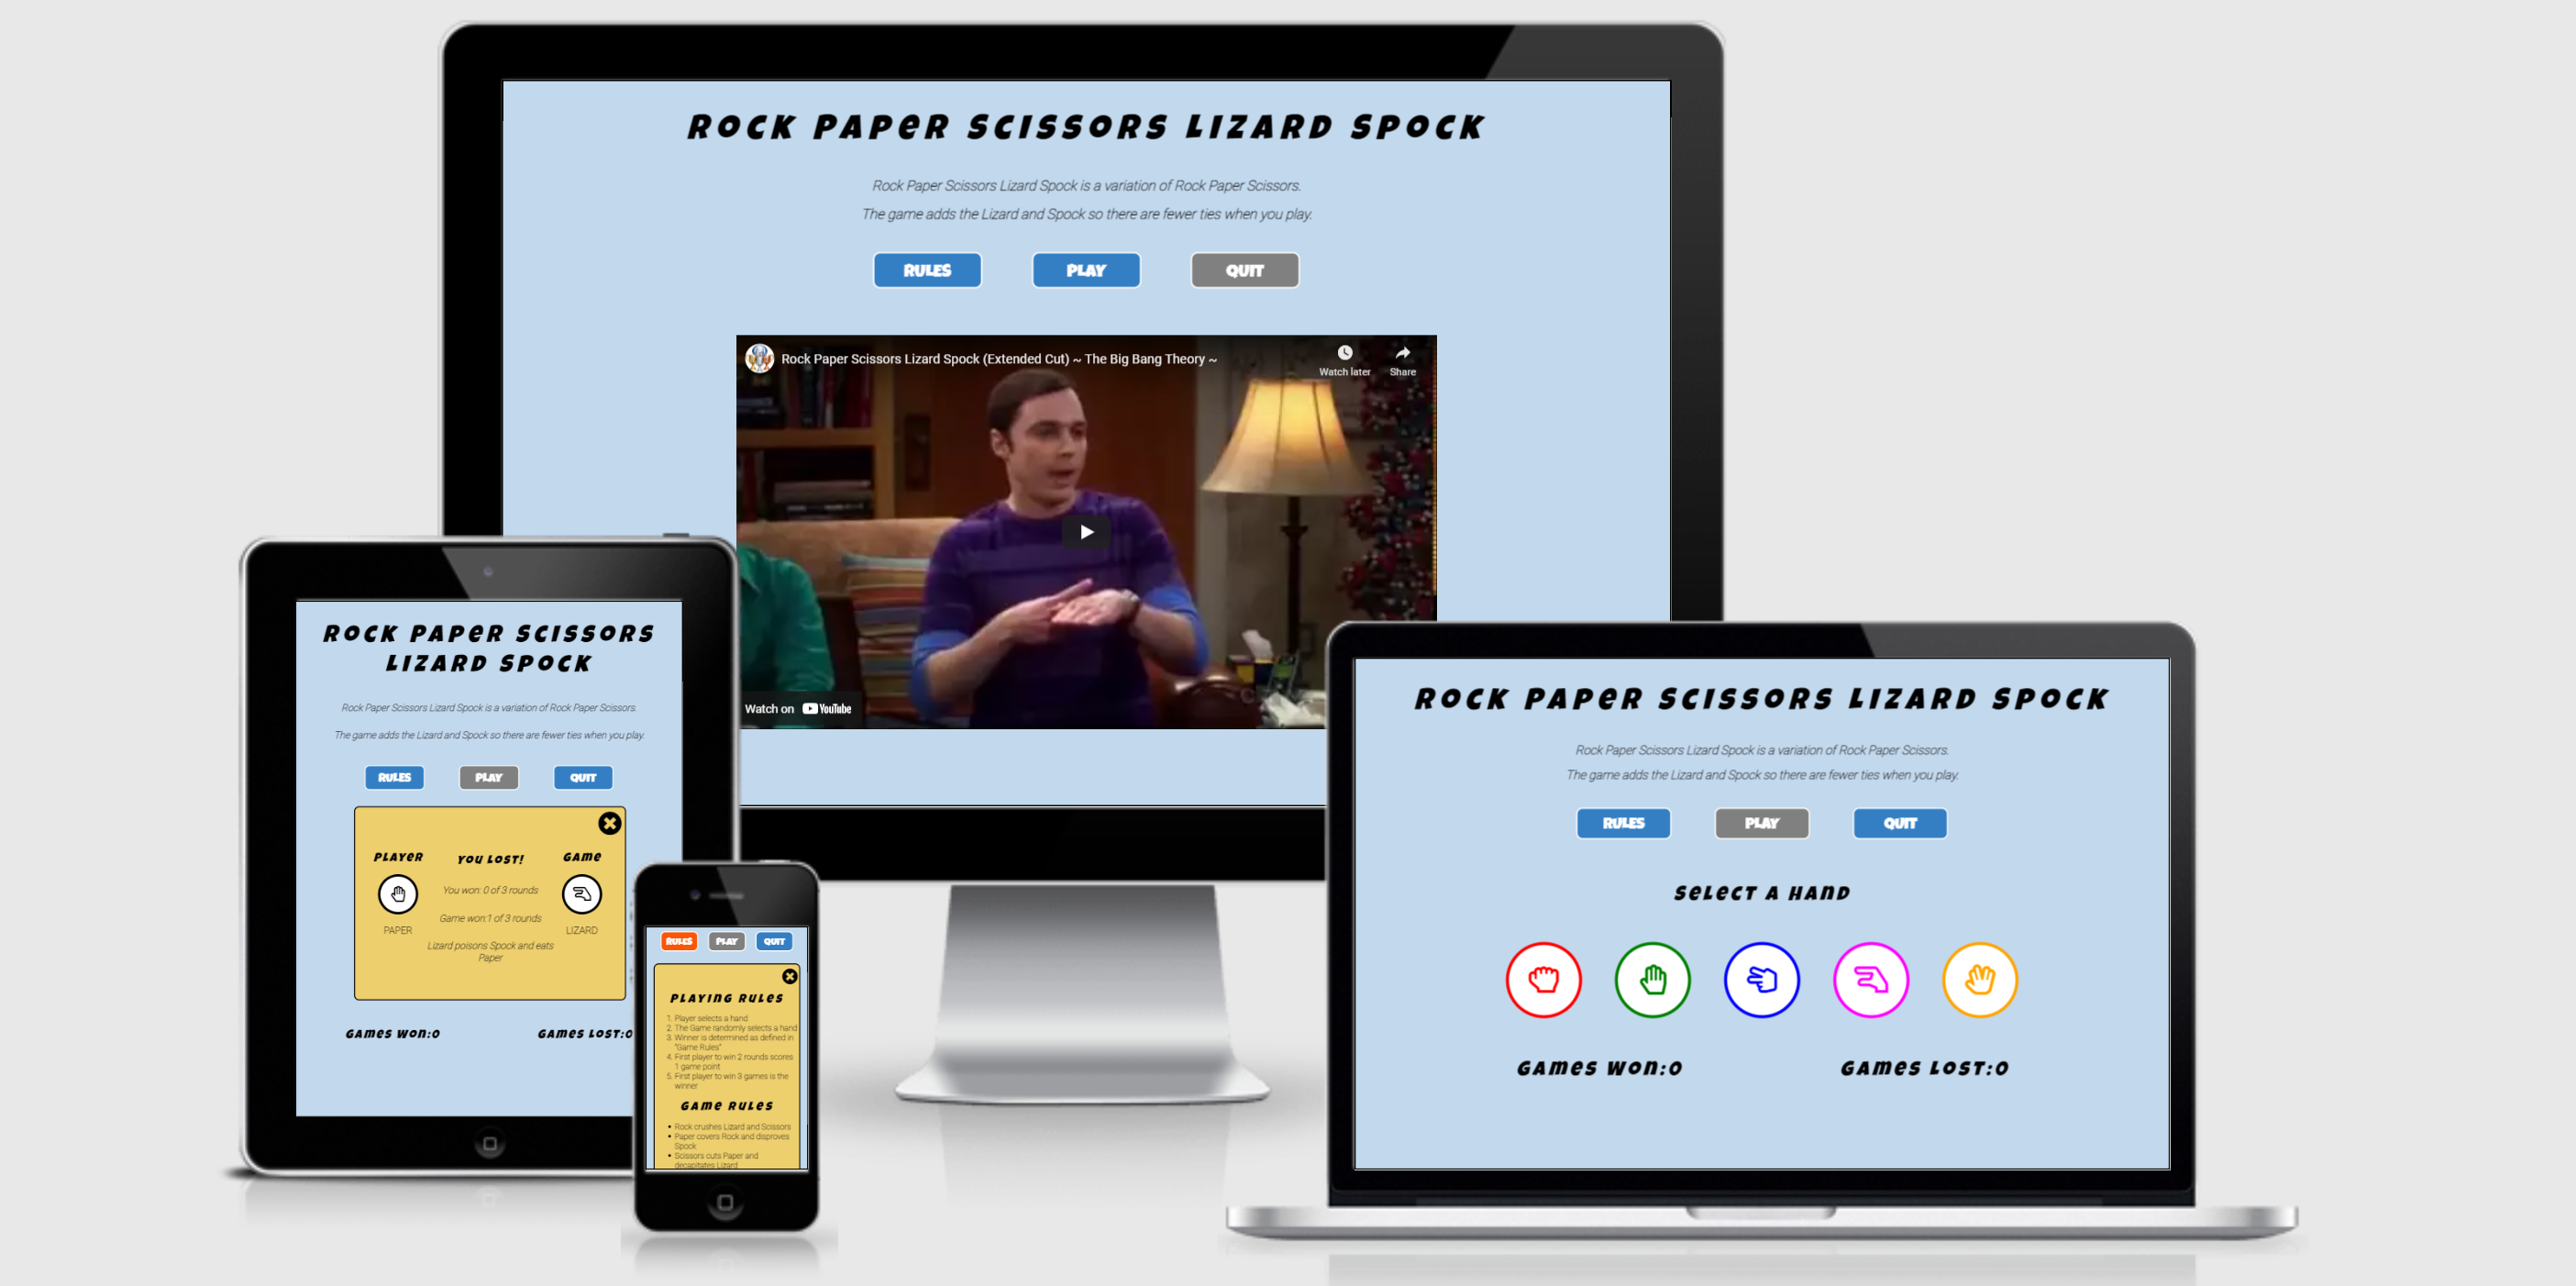 ROCK PAPER SCISSORS LIZARD SPOCK
Rock Paper Scissors Lizard Spock is a variation of Rock Paper Scissors.
The game adds the Lizard and Spock so there are fewer ties when you play.
RULES PLAY QUIT
Rock Paper Scissors Lizard Spock (Extended Cut) ~ The Big Bang Theory ~
Watch later Share
Watch on YouTube
ROCK PAPER SCISSORS
LIZARD SPOCK
Rock Paper Scissors Lizard Spock is a variation of Rock Paper Scissors.
The game adds the Lizard and Spock so there are fewer ties when you play.
RULES PLAY QUIT
PLAYER YOU LOST! GAME
You won: 0 of 3 rounds
Game won:1 of 3 rounds
PAPER LIZARD
Lizard poisons Spock and eats
Paper
GAMES WON:0 GAMES LOST:0
RULES PLAY QUIT
PLAYING RULES
1. Player selects a hand
2. The Game randomly selects a hand
3. Winner is determined as defined in
"Game Rules"
4. First player to win 2 rounds scores
1 game point
5. First player to win 3 games is the
winner
GAME RULES
• Rock crushes Lizard and Scissors
• Paper covers Rock and disproves
Spock
• Scissors cuts Paper and
decapitates Lizard
ROCK PAPER SCISSORS LIZARD SPOCK
Rock Paper Scissors Lizard Spock is a variation of Rock Paper Scissors.
The game adds the Lizard and Spock so there are fewer ties when you play.
RULES PLAY QUIT
SELECT A HAND
GAMES WON:0 GAMES LOST:0